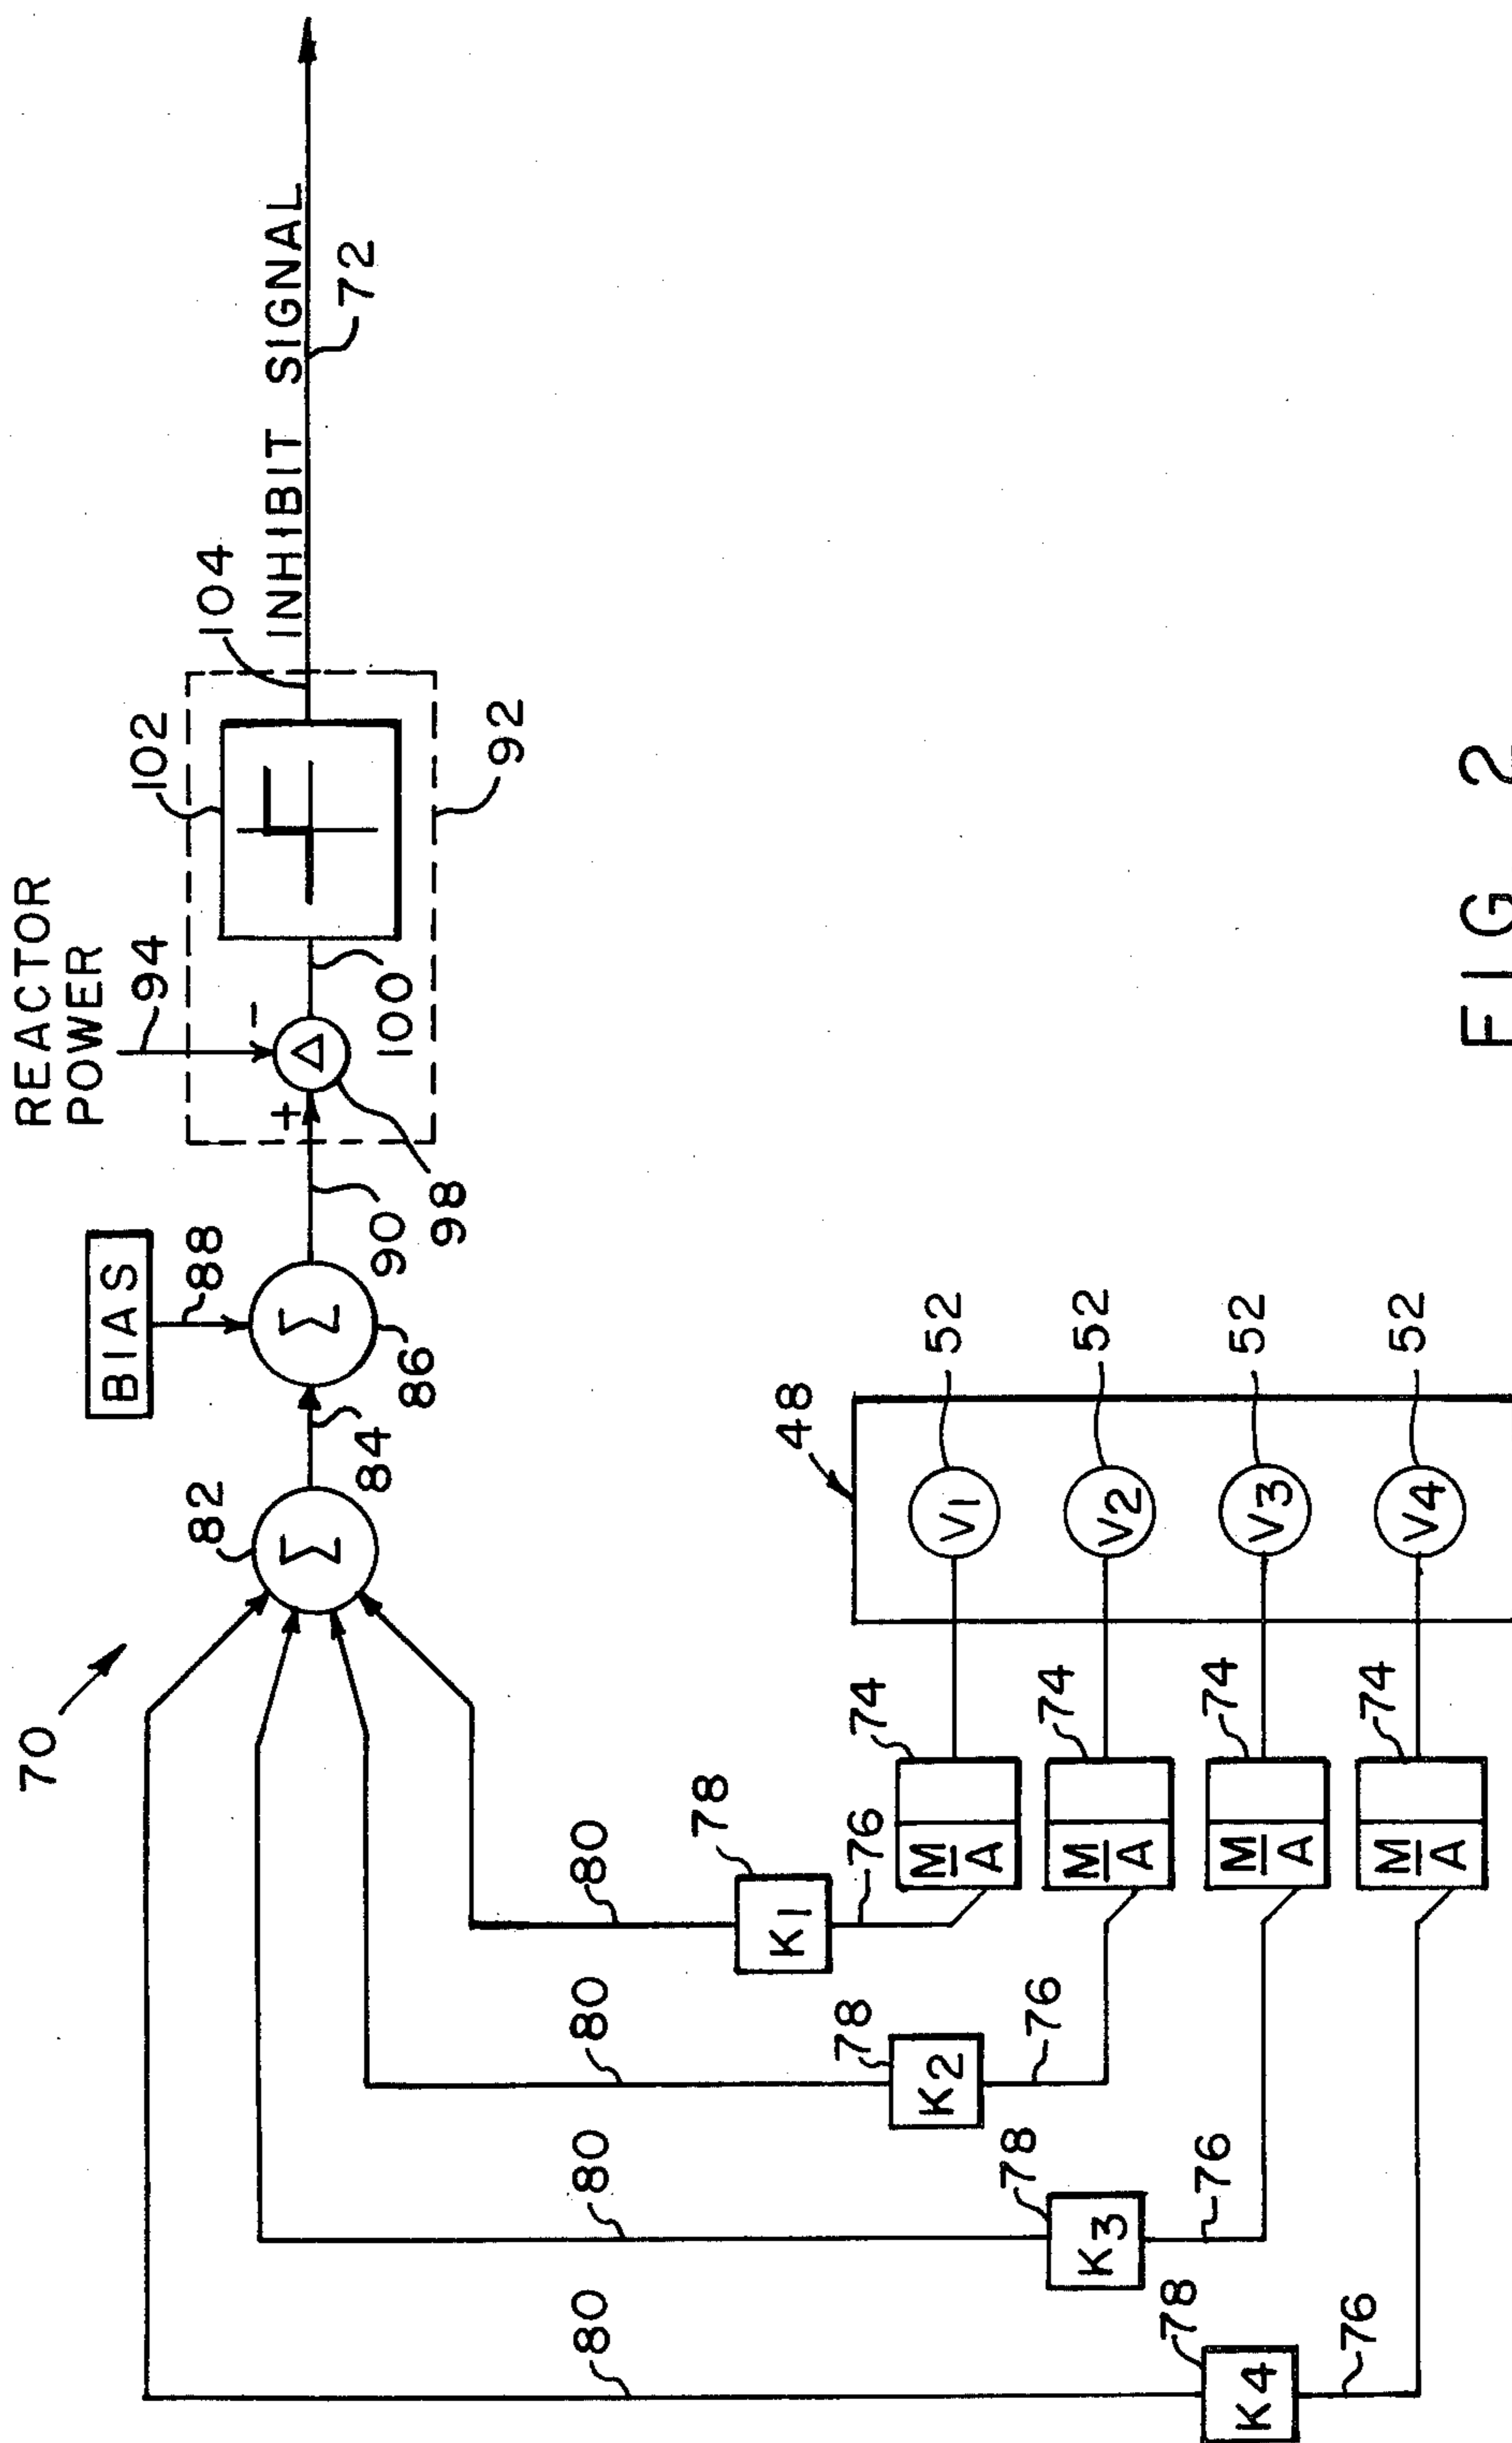 REACTOR
POWER
94
102
104
INHIBIT SIGNAL
72
BIAS
88
82
Σ
84
Σ
86
90
+
-
Δ
98
100
92
70
80
80
80
80
78
K1
76
78
K2
76
78
K3
76
78
K4
76
74
M
A
74
M
A
74
M
A
74
M
A
48
V1
52
V2
52
V3
52
V4
52
FIG 2